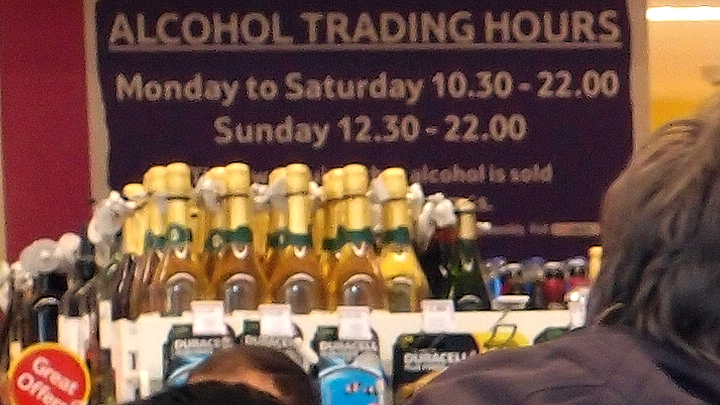 ALCOHOL TRADING HOURS
Monday to Saturday 10.30 - 22.00
Sunday 12.30 - 22.00
alcohol is sold
DURACELL
DURACELL
DURACELL
Great
Offers